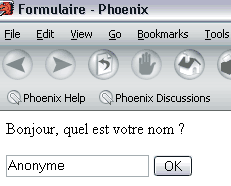 Formulaire - Phoenix
File Edit View Go Bookmarks Tools
Phoenix Help Phoenix Discussions
Bonjour, quel est votre nom ?
Anonyme OK